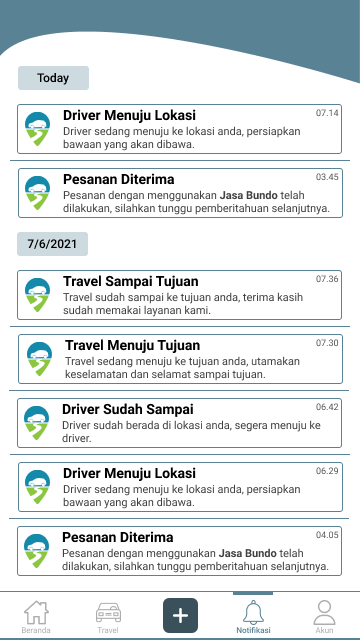 Today
Driver Menuju Lokasi
07.14
Driver sedang menuju ke lokasi anda, persiapkan
bawaan yang akan dibawa.
Pesanan Diterima
03.45
Pesanan dengan menggunakan Jasa Bundo telah
dilakukan, silahkan tunggu pemberitahuan selanjutnya.
7/6/2021
Travel Sampai Tujuan
07.36
Travel sudah sampai ke tujuan anda, terima kasih
sudah memakai layanan kami.
Travel Menuju Tujuan
07.30
Travel sedang menuju ke tujuan anda, utamakan
keselamatan dan selamat sampai tujuan.
Driver Sudah Sampai
06.42
Driver sudah berada di lokasi anda, segera menuju ke
driver.
Driver Menuju Lokasi
06.29
Driver sedang menuju ke lokasi anda, persiapkan
bawaan yang akan dibawa.
Pesanan Diterima
04.05
Pesanan dengan menggunakan Jasa Bundo telah
dilakukan, silahkan tunggu pemberitahuan selanjutnya.
Beranda
Travel
Notifikasi
Akun